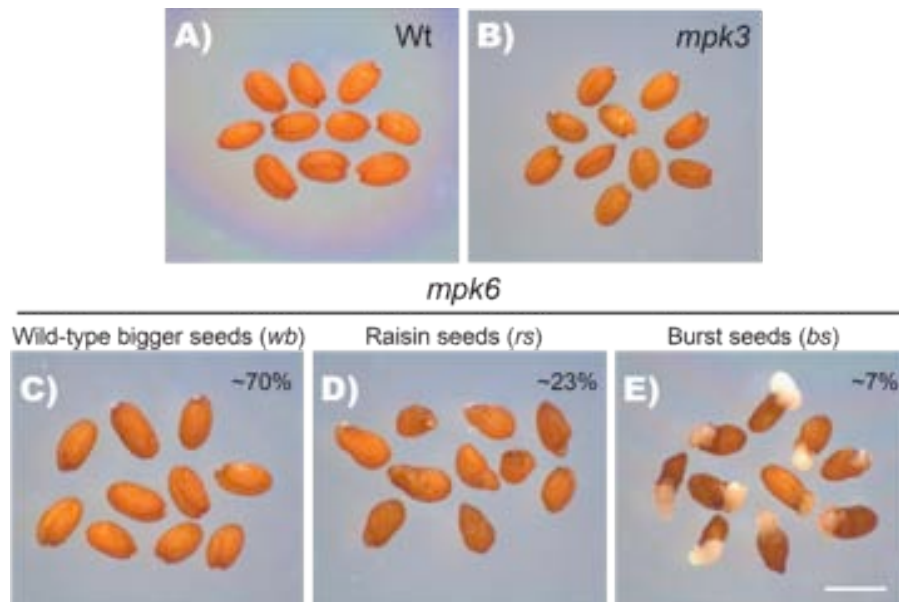 A) Wt
B) mpk3
mpk6
Wild-type bigger seeds (wb)
Raisin seeds (rs)
Burst seeds (bs)
C) ~70%
D) ~23%
E) ~7%